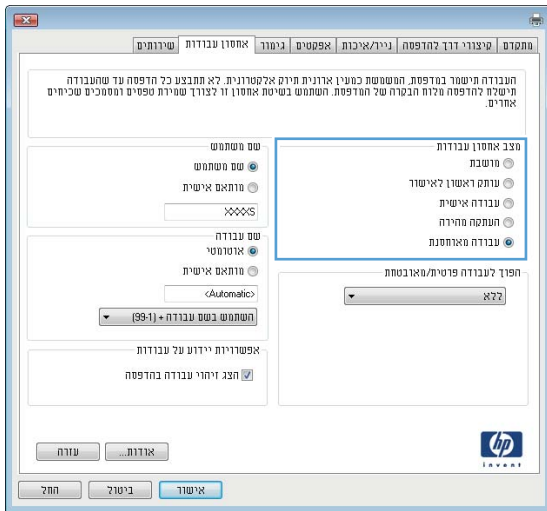 מתקדם
קיצורי דרך להדפסה
נייר/איכות
אפקטים
גימור
אחסון עבודות
שירותים
העבודה תישמר במדפסת, המשמשת כמעין ארונית תיוק אלקטרונית. לא תתבצע כל הדפסה עד שהעבודה
תישלח להדפסה מלוח הבקרה של המדפסת. השתמש בשיטת אחסון זו לצורך שמירת טפסים ומסמכים שכיחים
אחרים.
מצב אחסון עבודות
מושבת
עותק ראשון לאישור
עבודה אישית
העתקה מהירה
עבודה מאוחסנת
הפוך לעבודה פרטית/מאובטחת
ללא
שם משתמש
שם משתמש
מותאם אישית
XXXXS
שם עבודה
אוטומטי
מותאם אישית
<Automatic>
השתמש בשם עבודה + (99-1)
אפשרויות יידוע על עבודות
הצג זיהוי עבודה בהדפסה
hp
invent
אודות...
עזרה
אישור
ביטול
החל